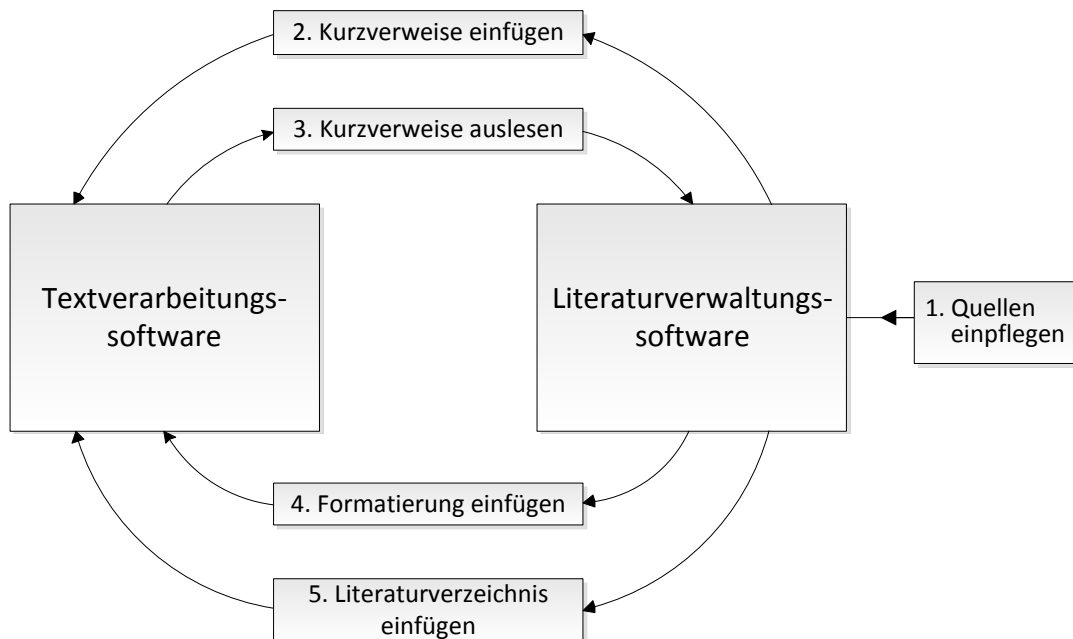 2. Kurzverweise einfügen
3. Kurzverweise auslesen
Textverarbeitungs-
software
Literaturverwaltungs-
software
1. Quellen
einpflegen
4. Formatierung einfügen
5. Literaturverzeichnis
einfügen